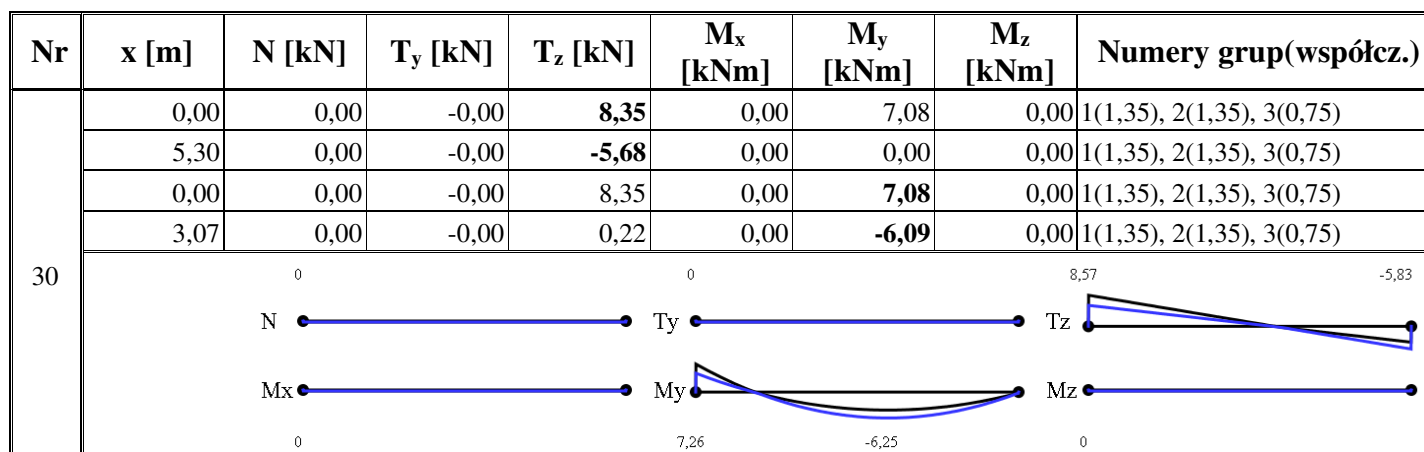 Nr x [m] N [kN] Ty [kN] Tz [kN] Mx [kNm] My [kNm] Mz [kNm] Numery grup(współcz.)
0,00 0,00 -0,00 8,35 0,00 7,08 0,00 1(1,35), 2(1,35), 3(0,75)
5,30 0,00 -0,00 -5,68 0,00 0,00 0,00 1(1,35), 2(1,35), 3(0,75)
0,00 0,00 -0,00 8,35 0,00 7,08 0,00 1(1,35), 2(1,35), 3(0,75)
3,07 0,00 -0,00 0,22 0,00 -6,09 0,00 1(1,35), 2(1,35), 3(0,75)
30 0 0 8,57 -5,83
N Ty Tz
Mx My Mz
0 7,26 -6,25 0